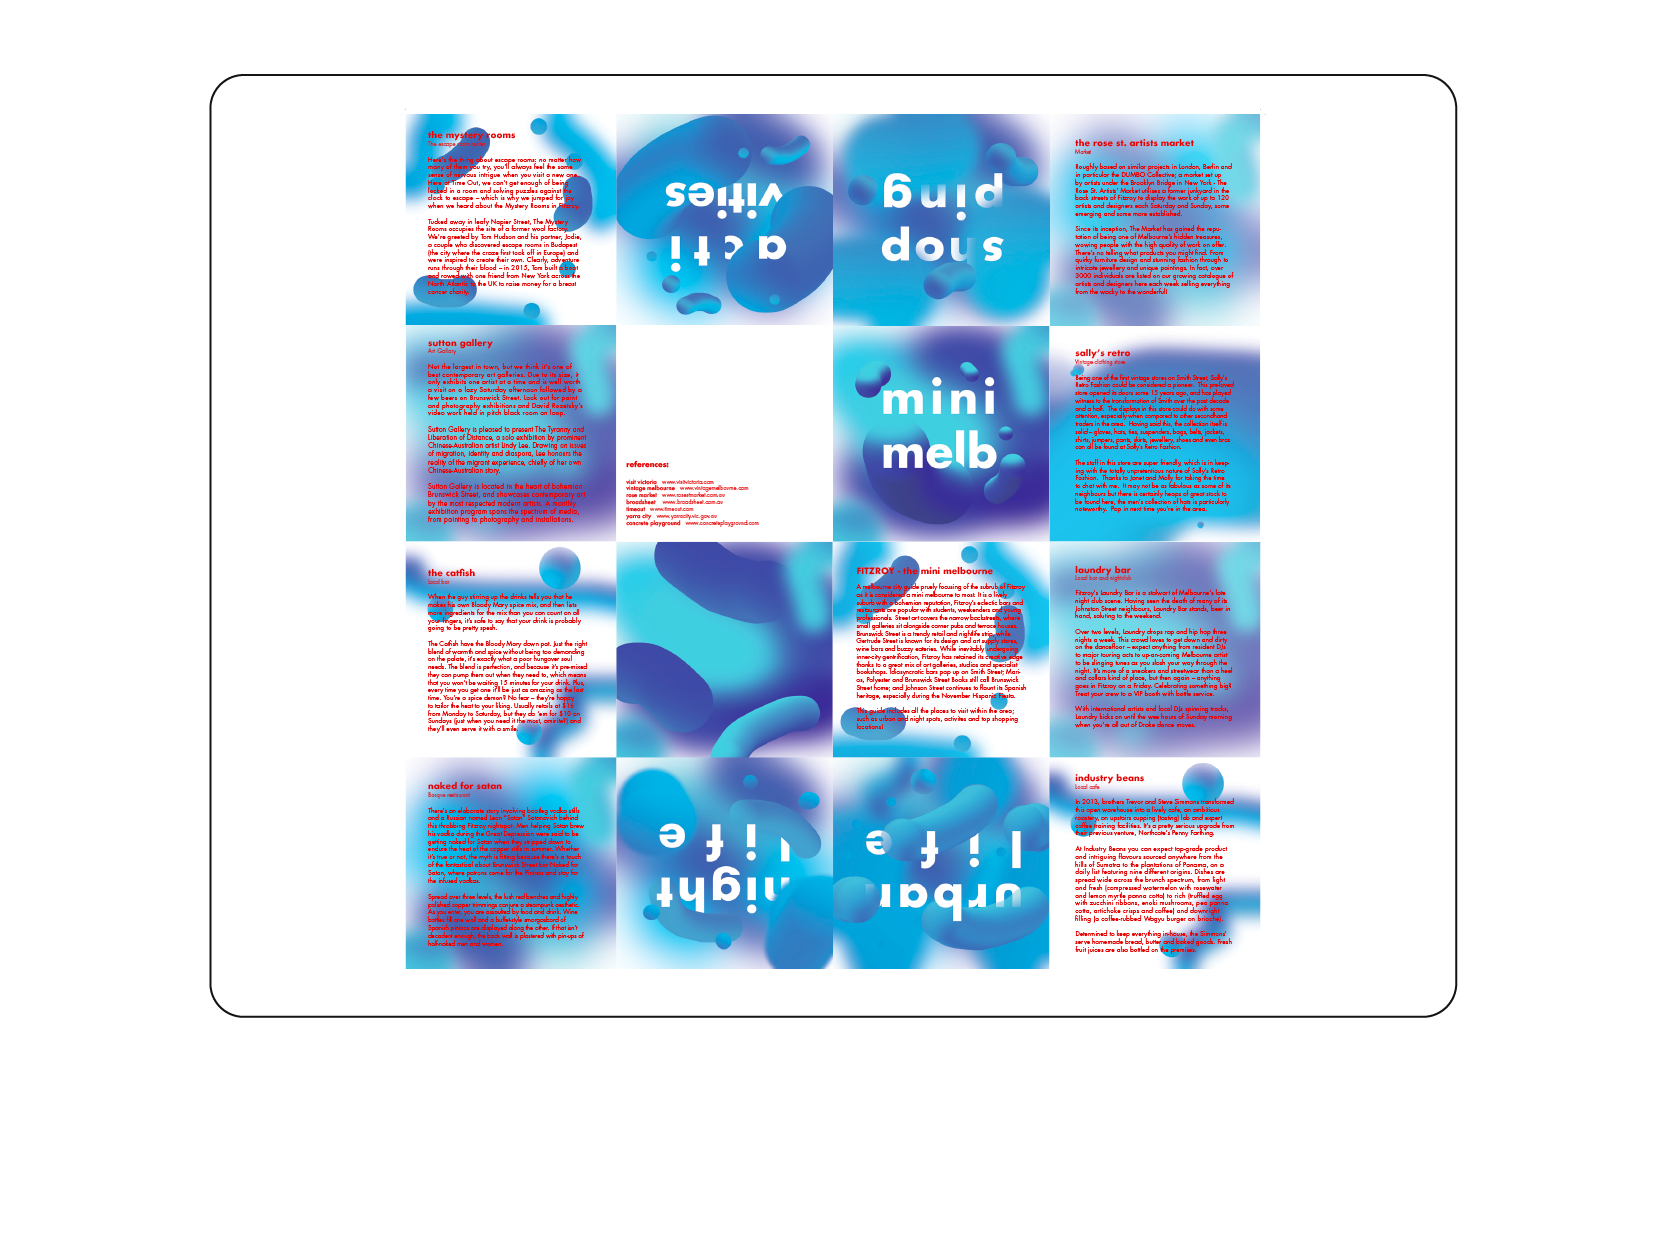 the mystery rooms
The escape room centre
Here's the thing about escape rooms: no matter how
many of them you try, you'll always feel the same
sense of nervous intrigue when you visit a new one.
Here at Time Out, we can't get enough of being
locked in a room and solving puzzles against the
clock to escape – which is why we jumped for joy
when we heard about the Mystery Rooms in Fitzroy.
Tucked away in leafy Napier Street, The Mystery
Rooms occupies the site of a former wool factory.
We're greeted by Tom Hudson and his partner, Jodie,
a couple who discovered escape rooms in Budapest
(the city where the craze first took off in Europe) and
were inspired to create their own. Clearly, adventure
runs through their blood – in 2015, Tom built a boat
and rowed with one friend from New York across the
North Atlantic to the UK to raise money for a breast
cancer charity.
acti
vities
shop
ping
the rose st. artists market
Market
Roughly based on similar projects in London, Berlin and
in particular the DUMBO Collective; a market set up
by artists under the Brooklyn Bridge in New York - The
Rose St. Artists' Market utilises a former junkyard in the
back streets of Fitzroy to display the work of up to 120
artists and designers each Saturday and Sunday, some
emerging and some more established.
Since its inception, The Market has gained the repu-
tation of being one of Melbourne's hidden treasures,
wowing people with the high quality of work on offer.
There's no telling what products you might find. From
quirky furniture design and stunning fashion through to
intricate jewellery and unique paintings. In fact, over
3000 individuals are listed on our growing catalogue of
artists and designers here each week selling everything
from the wacky to the wonderful!
sutton gallery
Art Gallery
Not the largest in town, but we think it's one of
best contemporary art galleries. Due to its size, it
only exhibits one artist at a time and is well worth
a visit on a lazy Saturday afternoon followed by a
few beers on Brunswick Street. Look out for paint
and photography exhibitions and David Rozetsky's
video work held in pitch black room on loop.
Sutton Gallery is pleased to present The Tyranny and
Liberation of Distance, a solo exhibition by prominent
Chinese-Australian artist Lindy Lee. Drawing on issues
of migration, identity and diaspora, Lee honours the
reality of the migrant experience, chiefly of her own
Chinese-Australian story.
Sutton Gallery is located in the heart of bohemian
Brunswick Street, and showcases contemporary art
by the most respected modern artists. A monthly
exhibition program spans the spectrum of media,
from painting to photography and installations.
references:
visit victoria www.visitvictoria.com
vintage melbourne www.vintagemelbourne.com
rose market www.rosestmarket.com.au
broadsheet www.broadsheet.com.au
timeout www.timeout.com
yarra city www.yarracity.vic.gov.au
concrete playground www.concreteplayground.com
mini
melb
sally's retro
Vintage clothing store
Being one of the first vintage stores on Smith Street, Sally's
Retro Fashion could be considered a pioneer. This pre-loved
store opened its doors some 15 years ago, and has played
witness to the transformation of Smith over the past decade
and a half. The deplays in this store could do with some
attention, especially when compared to other secondhand
traders in the area. Having said this, the collection itself is
solid – gloves, hats, ties, suspenders, bags, belts, jackets,
shirts, jumpers, pants, skirts, jewellery, shoes and even bras
can all be found at Sally's Retro Fashion.
The staff in this store are super friendly, which is in keep-
ing with the totally unpretentious nature of Sally's Retro
Fashion. Thanks to Janet and Molly for taking the time
to chat with me. It may not be as fabulous as some of its
neighbours but there is certainly heaps of great stock to
be found here, the men's collection of hats is particularly
noteworthy. Pop in next time you're in the area.
the catfish
Local bar
When the guy stirring up the drinks tells you that he
makes his own Bloody Mary spice mix, and then lists
more ingredients for the mix than you can count on all
your fingers, it's safe to say that your drink is probably
going to be pretty spesh.
The Catfish have the Bloody Mary down pat. Just the right
blend of warmth and spice without being too demanding
on the palate, it's exactly what a poor hungover soul
needs. The blend is perfection, and because it's pre-mixed
they can pump them out when they need to, which means
that you won't be waiting 15 minutes for your drink. Plus,
every time you get one it'll be just as amazing as the last
time. You're a spice demon? No fear – they're happy
to tailor the heat to your liking. Usually retails at $16
from Monday to Saturday, but they do 'em for $10 on
Sundays (just when you need it the most, amirite!) and
they'll even serve it with a smile.
FITZROY - the mini melbourne
A melbourne city guide pruely focusing of the subrub of Fitzroy
as it is considered a mini melbourne to most. It is a lively
suburb with a bohemian reputation, Fitzroy's eclectic bars and
restaurants are popular with students, weekenders and young
professionals. Street art covers the narrow backstreets, where
small galleries sit alongside corner pubs and terrace houses,
Brunswick Street is a trendy retail and nightlife strip, while
Gertrude Street is known for its design and art supply stores,
wine bars and buzzy eateries. While inevitably undergoing
inner-city gentrification, Fitzroy has retained its creative edge
thanks to a great mix of art galleries, studios and specialist
bookshops. Idiosyncratic bars pop up on Smith Street; Mari-
os, Polyester and Brunswick Street Books still call Brunswick
Street home; and Johnson Street continues to flaunt its Spanish
heritage, especially during the November Hispanic Fiesta.
This guide includes all the places to visit within the area;
such as urban and night spots, activites and top shopping
locations!
laundry bar
Local bar and nightclub
Fitzroy's Laundry Bar is a stalwart of Melbourne's late
night club scene. Having seen the death of many of its
Johnston Street neighbours, Laundry Bar stands, beer in
hand, saluting to the weekend.
Over two levels, Laundry drops rap and hip hop three
nights a week. This crowd loves to get down and dirty
on the dancefloor – expect anything from resident DJs
to major touring acts to up-an-coming Melbourne artist
to be slinging tunes as you slosh your way through the
night. It's more of a sneakers and streetwear than a heel
and collars kind of place, but then again – anything
goes in Fitzroy on a Friday. Celebrating something big?
Treat your crew to a VIP booth with bottle service.
With international artists and local DJs spinning tracks,
Laundry kicks on until the wee hours of Sunday morning
when you're all out of Drake dance moves.
naked for satan
Basque restaurant
There's an elaborate story involving bootleg vodka stills
and a Russian named Leon "Satan" Satanovich behind
this throbbing Fitzroy nightspot. Men helping Satan brew
his vodka during the Great Depression were said to be
getting naked for Satan when they stripped down to
endure the heat of the copper stills in summer. Whether
it's true or not, the myth is fitting because there's a touch
of the fantastical about Brunswick Street bar Naked for
Satan, where patrons come for the Pintxos and stay for
the infused vodkas.
Spread over three levels, the lush red benches and highly
polished copper trimmings conjure a steampunk aesthetic.
As you enter, you are assaulted by food and drink. Wine
bottles fill one wall and a buffet-style smorgasbord of
Spanish pintxos are displayed along the other. If that isn't
decadent enough, the back wall is plastered with pin-ups of
half-naked men and women.
night
life
urban
life
industry beans
Local cafe
In 2013, brothers Trevor and Steve Simmons transformed
this open warehouse into a lively cafe, an ambitious
roastery, an upstairs cupping (tasting) lab and expert
coffee training facilities. It's a pretty serious upgrade from
their previous venture, Northcote's Penny Farthing.
At Industry Beans you can expect top-grade product
and intriguing flavours sourced anywhere from the
hills of Sumatra to the plantations of Panama, on a
daily list featuring nine different origins. Dishes are
spread wide across the brunch spectrum, from light
and fresh (compressed watermelon with rosewater
and lemon myrtle panna cotta) to rich (truffled egg
with zucchini ribbons, enoki mushrooms, pea panna
cotta, artichoke crisps and coffee) and downright
filling (a coffee-rubbed Wagyu burger on brioche).
Determined to keep everything in-house, the Simmons'
serve homemade bread, butter and baked goods. Fresh
fruit juices are also bottled on the premises.